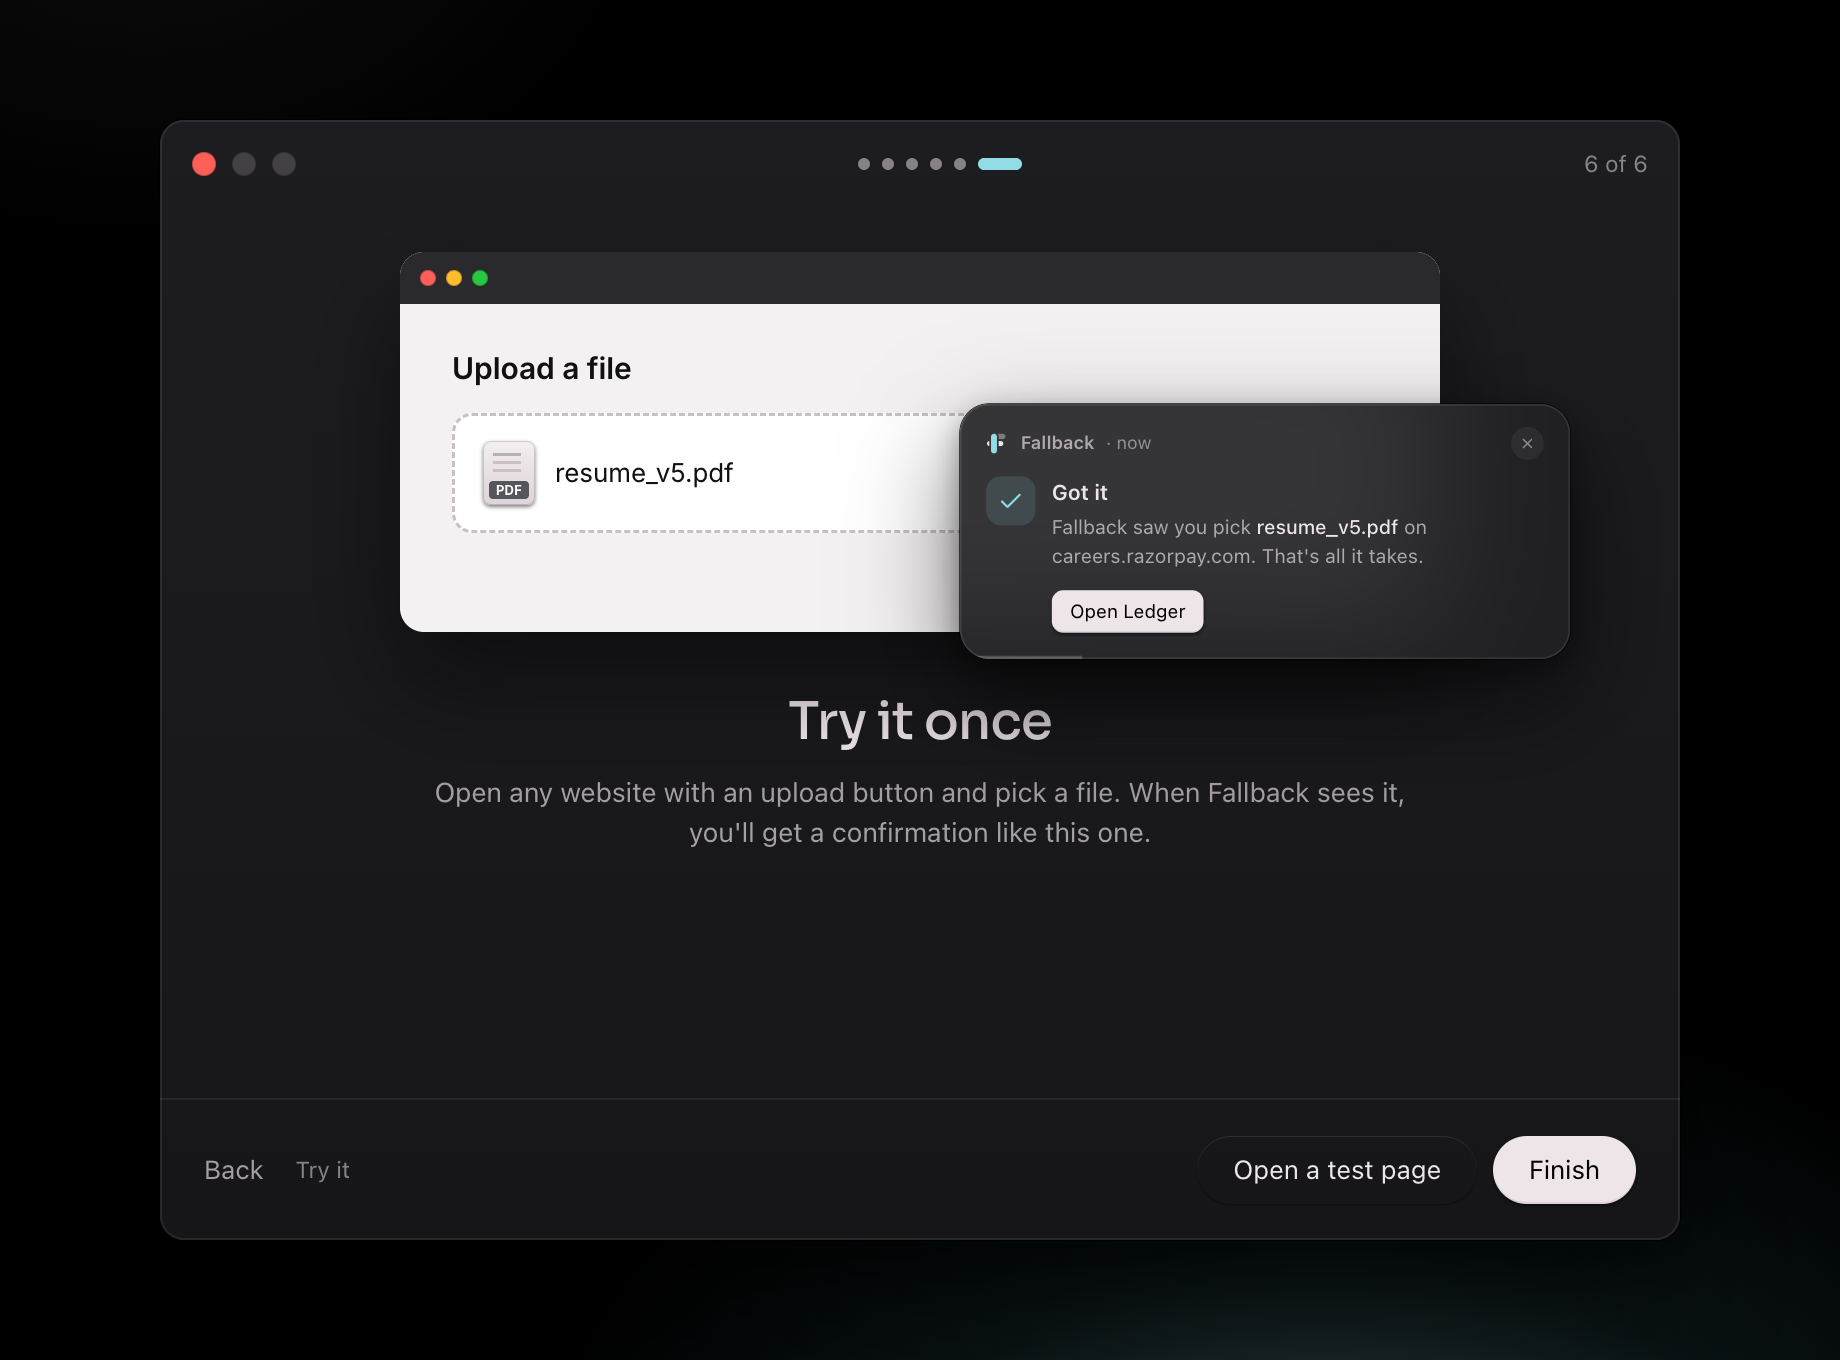 6 of 6
Upload a file
PDF
resume_v5.pdf
Fallback · now
Got it
Fallback saw you pick resume_v5.pdf on
careers.razorpay.com. That's all it takes.
Open Ledger
Try it once
Open any website with an upload button and pick a file. When Fallback sees it,
you'll get a confirmation like this one.
Back
Try it
Open a test page
Finish